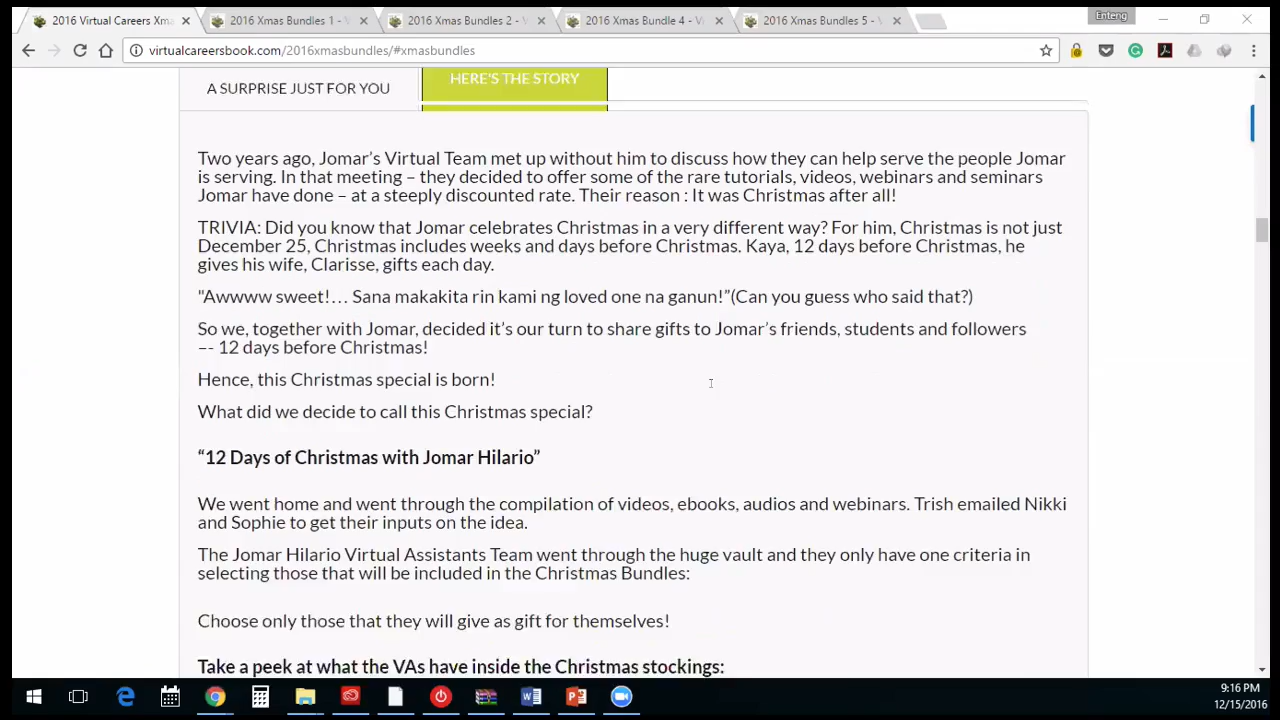 2016 Virtual Careers Xm
2016 Xmas Bundles 1 - V
2016 Xmas Bundles 2 - V
2016 Xmas Bundle 4 - Vi
2016 Xmas Bundles 5 - V
Enteng
virtualcareersbook.com/2016xmasbundles/#xmasbundles
A SURPRISE JUST FOR YOU
HERE'S THE STORY
Two years ago, Jomar’s Virtual Team met up without him to discuss how they can help serve the people Jomar
is serving. In that meeting – they decided to offer some of the rare tutorials, videos, webinars and seminars
Jomar have done – at a steeply discounted rate. Their reason : It was Christmas after all!
TRIVIA: Did you know that Jomar celebrates Christmas in a very different way? For him, Christmas is not just
December 25, Christmas includes weeks and days before Christmas. Kaya, 12 days before Christmas, he
gives his wife, Clarisse, gifts each day.
"Awwww sweet!… Sana makakita rin kami ng loved one na ganun!”(Can you guess who said that?)
So we, together with Jomar, decided it’s our turn to share gifts to Jomar’s friends, students and followers
–- 12 days before Christmas!
Hence, this Christmas special is born!
What did we decide to call this Christmas special?
“12 Days of Christmas with Jomar Hilario”
We went home and went through the compilation of videos, ebooks, audios and webinars. Trish emailed Nikki
and Sophie to get their inputs on the idea.
The Jomar Hilario Virtual Assistants Team went through the huge vault and they only have one criteria in
selecting those that will be included in the Christmas Bundles:
Choose only those that they will give as gift for themselves!
Take a peek at what the VAs have inside the Christmas stockings:
9:16 PM
12/15/2016